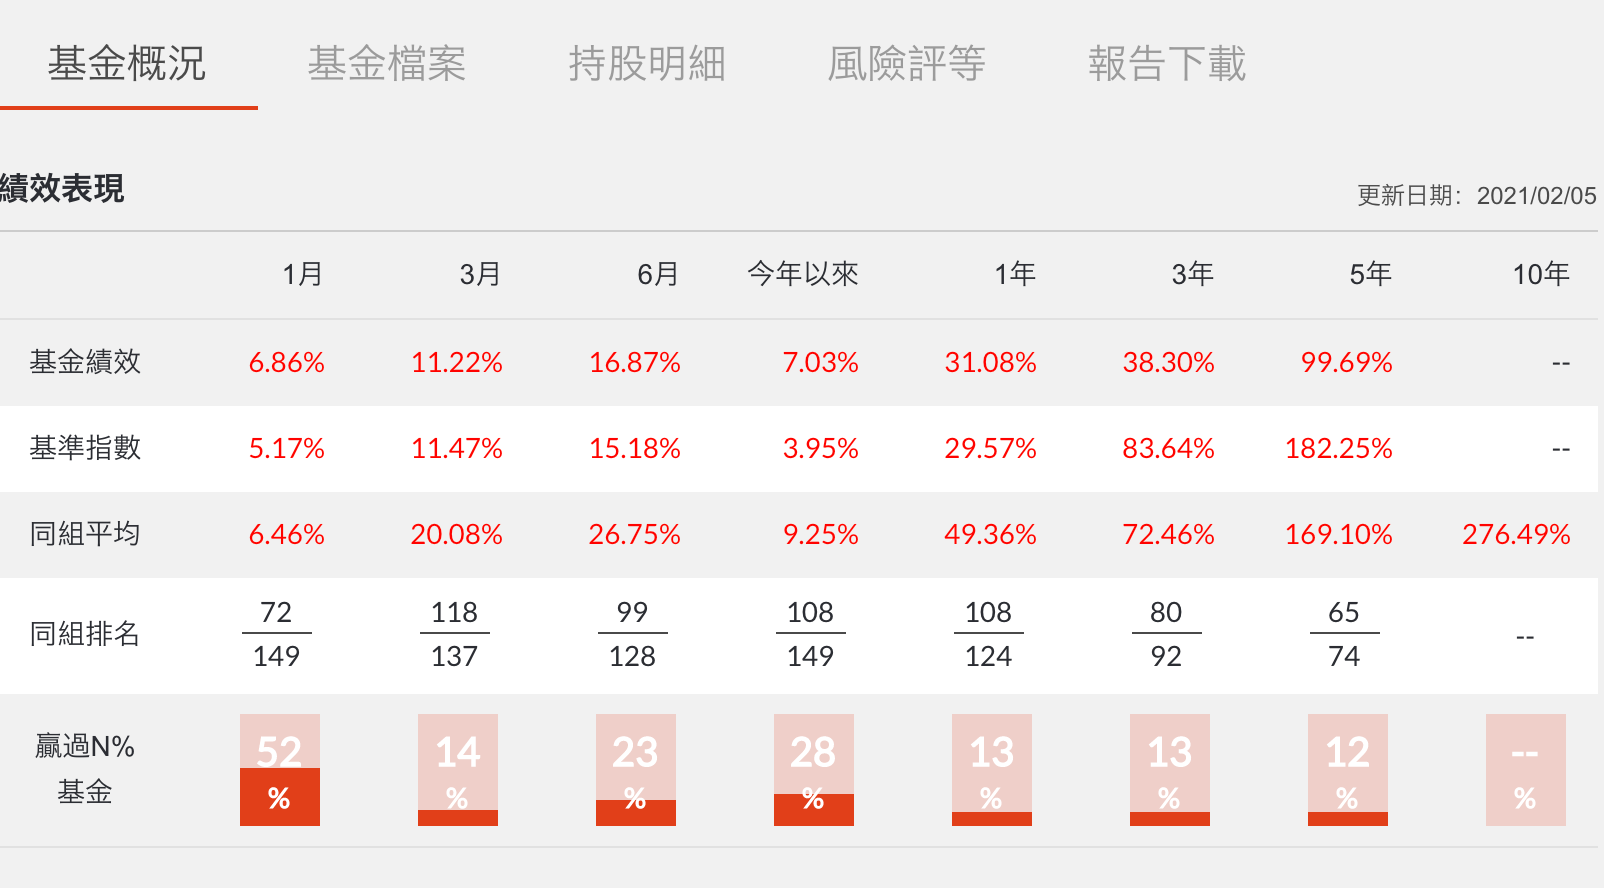 基金概況 基金檔案 持股明細 風險評等 報告下載
績效表現 更新日期：2021/02/05
1月 3月 6月 今年以來 1年 3年 5年 10年
基金績效 6.86% 11.22% 16.87% 7.03% 31.08% 38.30% 99.69% --
基準指數 5.17% 11.47% 15.18% 3.95% 29.57% 83.64% 182.25% --
同組平均 6.46% 20.08% 26.75% 9.25% 49.36% 72.46% 169.10% 276.49%
72 118 99 108 108 80 65
同組排名 --
149 137 128 149 124 92 74
贏過N% 52 14 23 28 13 13 12 --
基金 % % % % % % % %